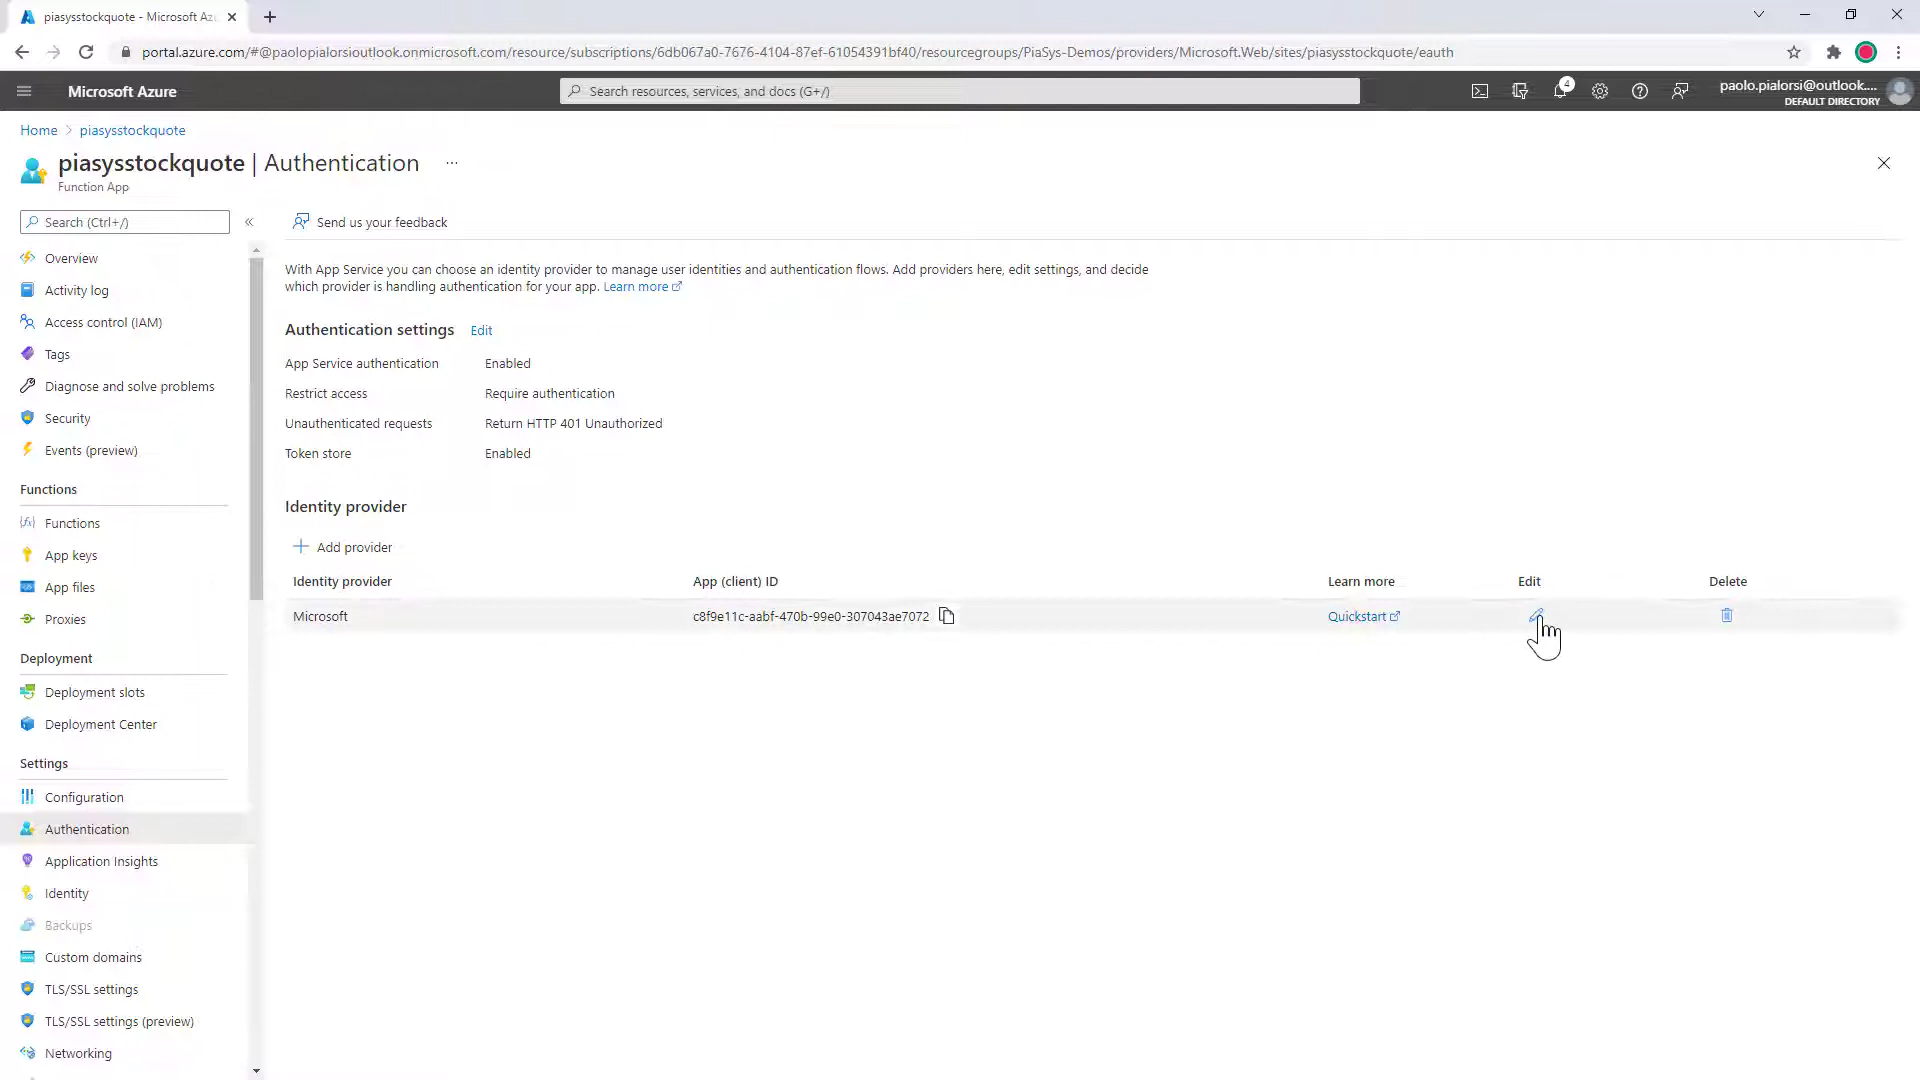 piasysstockquote - Microsoft Az
portal.azure.com/#@paolopialorsioutlook.onmicrosoft.com/resource/subscriptions/6db067a0-7676-4104-87ef-61054391bf40/resourcegroups/PiaSys-Demos/providers/Microsoft.Web/sites/piasysstockquote/eauth
Microsoft Azure
Search resources, services, and docs (G+/)
4
paolo.pialorsi@outlook....
DEFAULT DIRECTORY
Home > piasysstockquote
piasysstockquote | Authentication ...
Function App
Search (Ctrl+/)
«
Overview
Activity log
Access control (IAM)
Tags
Diagnose and solve problems
Security
Events (preview)
Functions
Functions
App keys
App files
Proxies
Deployment
Deployment slots
Deployment Center
Settings
Configuration
Authentication
Application Insights
Identity
Backups
Custom domains
TLS/SSL settings
TLS/SSL settings (preview)
Networking
Send us your feedback
With App Service you can choose an identity provider to manage user identities and authentication flows. Add providers here, edit settings, and decide
which provider is handling authentication for your app. Learn more
Authentication settings Edit
App Service authentication Enabled
Restrict access Require authentication
Unauthenticated requests Return HTTP 401 Unauthorized
Token store Enabled
Identity provider
Add provider
Identity provider App (client) ID Learn more Edit Delete
Microsoft c8f9e11c-aabf-470b-99e0-307043ae7072 Quickstart